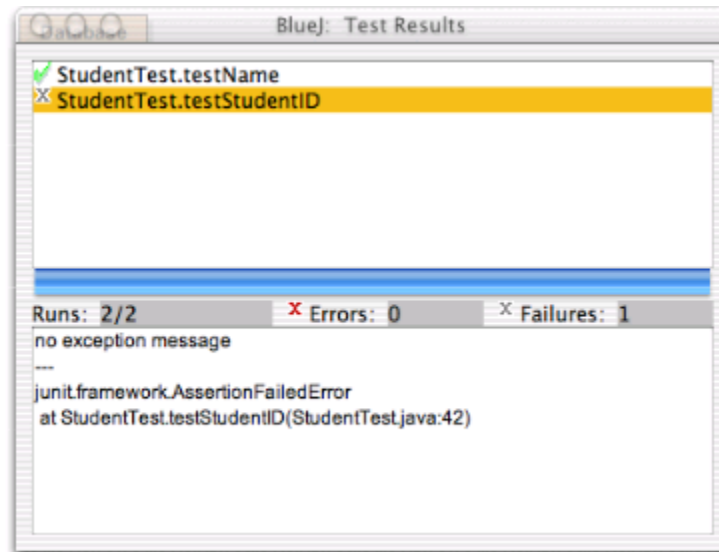 Database
BlueJ: Test Results
StudentTest.testName
StudentTest.testStudentID
Runs: 2/2 X Errors: 0 X Failures: 1
no exception message
---
junit.framework.AssertionFailedError
at StudentTest.testStudentID(StudentTest.java:42)